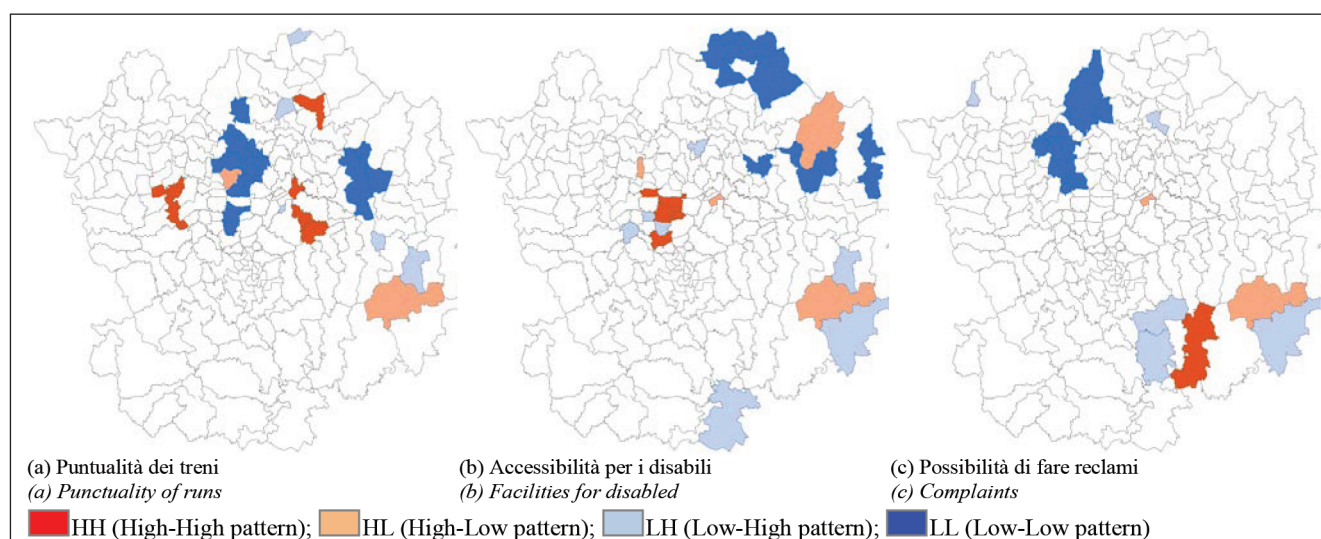 (a) Puntualità dei treni
(a) Punctuality of runs
(b) Accessibilità per i disabili
(b) Facilities for disabled
(c) Possibilità di fare reclami
(c) Complaints
HH (High-High pattern); HL (High-Low pattern); LH (Low-High pattern); LL (Low-Low pattern)